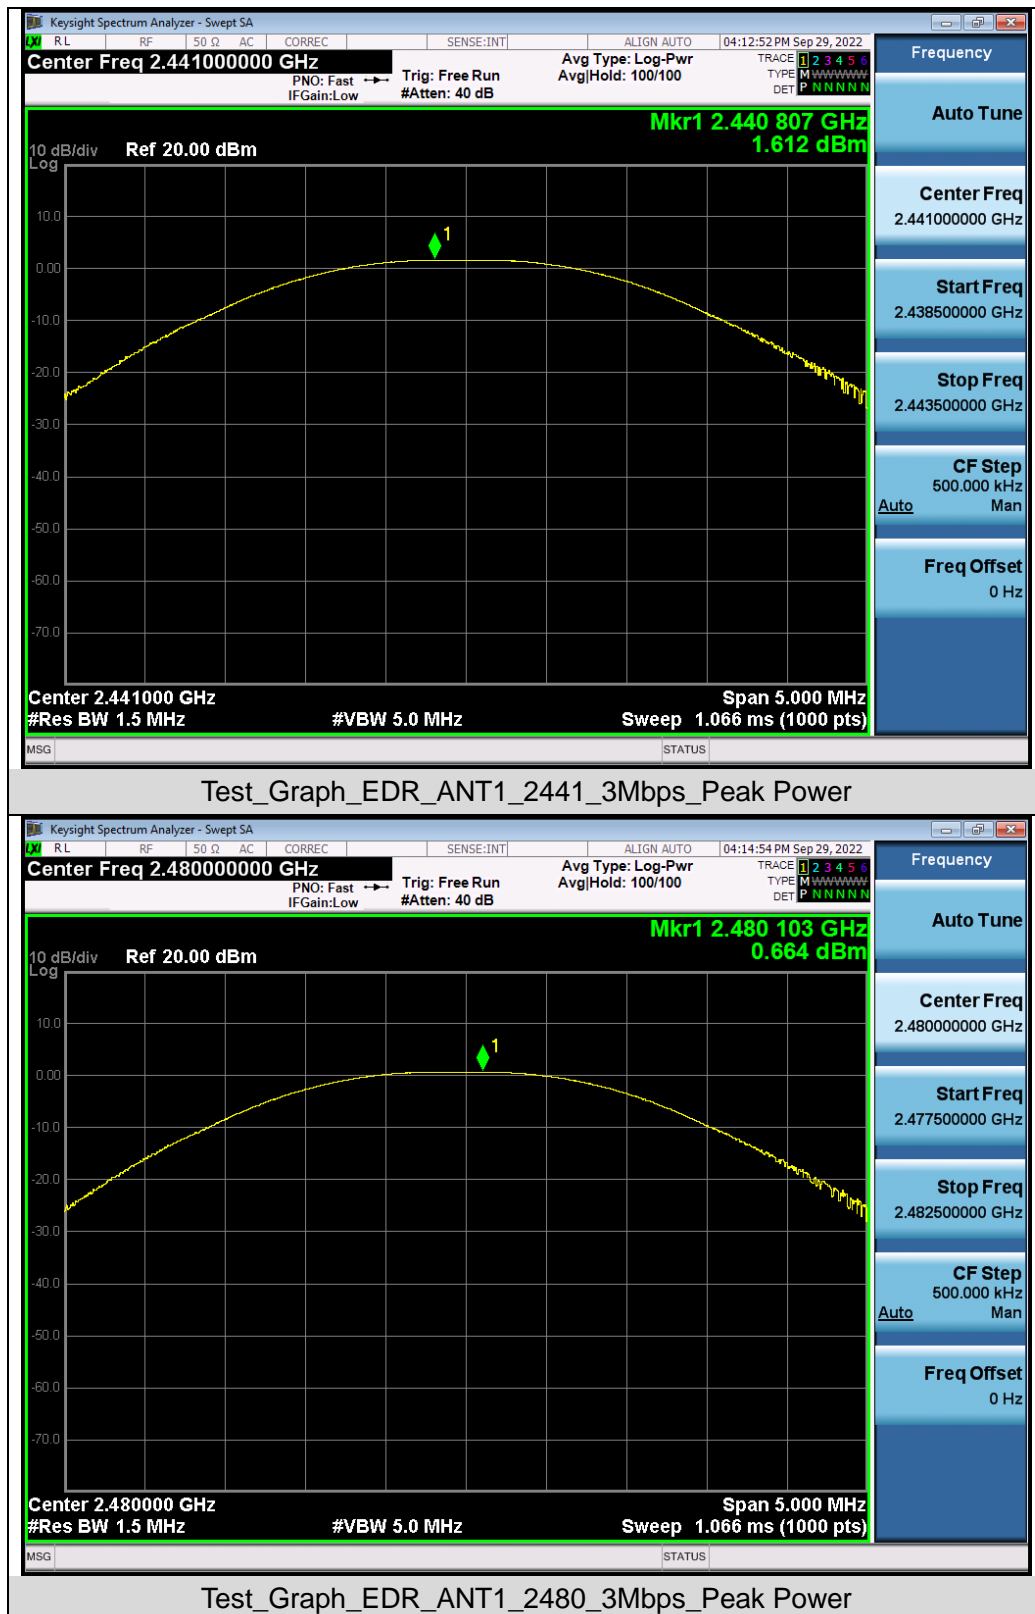 Keysight Spectrum Analyzer - Swept SA
LXI RL RF 50 Ω AC CORREC SENSE:INT ALIGN AUTO 04:12:52 PM Sep 29, 2022
Center Freq 2.441000000 GHz
PNO: Fast
IFGain:Low
Trig: Free Run
#Atten: 40 dB
Avg Type: Log-Pwr
Avg|Hold: 100/100
TRACE 1 2 3 4 5 6
TYPE M WWWWW
DET P N N N N N
Frequency
Auto Tune
Center Freq
2.441000000 GHz
Start Freq
2.438500000 GHz
Stop Freq
2.443500000 GHz
CF Step
500.000 kHz
Auto Man
Freq Offset
0 Hz
Mkr1 2.440 807 GHz
1.612 dBm
10 dB/div Ref 20.00 dBm
Log
10.0
1
0.00
-10.0
-20.0
-30.0
-40.0
-50.0
-60.0
-70.0
Center 2.441000 GHz Span 5.000 MHz
#Res BW 1.5 MHz #VBW 5.0 MHz Sweep 1.066 ms (1000 pts)
MSG STATUS
Test_Graph_EDR_ANT1_2441_3Mbps_Peak Power
Keysight Spectrum Analyzer - Swept SA
LXI RL RF 50 Ω AC CORREC SENSE:INT ALIGN AUTO 04:14:54 PM Sep 29, 2022
Center Freq 2.480000000 GHz
PNO: Fast
IFGain:Low
Trig: Free Run
#Atten: 40 dB
Avg Type: Log-Pwr
Avg|Hold: 100/100
TRACE 1 2 3 4 5 6
TYPE M WWWWW
DET P N N N N N
Frequency
Auto Tune
Center Freq
2.480000000 GHz
Start Freq
2.477500000 GHz
Stop Freq
2.482500000 GHz
CF Step
500.000 kHz
Auto Man
Freq Offset
0 Hz
Mkr1 2.480 103 GHz
0.664 dBm
10 dB/div Ref 20.00 dBm
Log
10.0
1
0.00
-10.0
-20.0
-30.0
-40.0
-50.0
-60.0
-70.0
Center 2.480000 GHz Span 5.000 MHz
#Res BW 1.5 MHz #VBW 5.0 MHz Sweep 1.066 ms (1000 pts)
MSG STATUS
Test_Graph_EDR_ANT1_2480_3Mbps_Peak Power